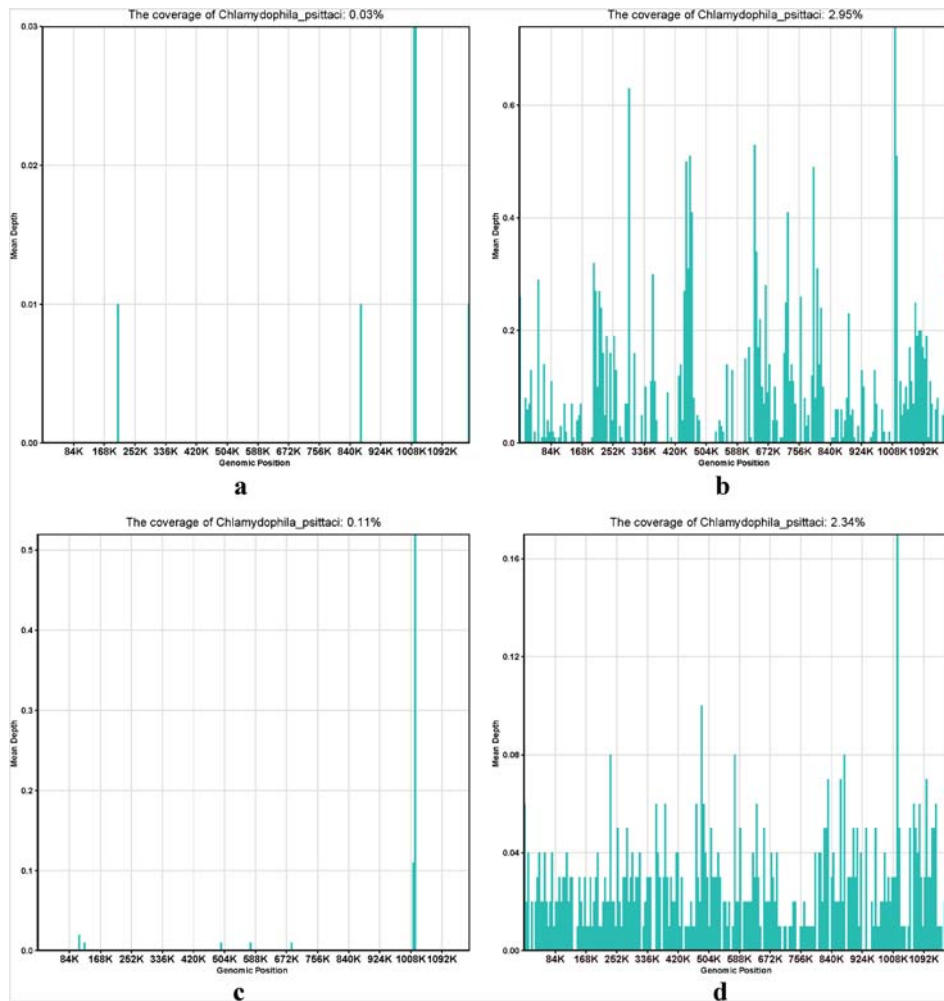 The coverage of Chlamydophila_psittaci: 0.03%
0.03
0.02
0.01
0.00
Mean Depth
84K 168K 252K 336K 420K 504K 588K 672K 756K 840K 924K 1008K 1092K
Genomic Position
a
The coverage of Chlamydophila_psittaci: 2.95%
0.6
0.4
0.2
0.0
Mean Depth
84K 168K 252K 336K 420K 504K 588K 672K 756K 840K 924K 1008K 1092K
Genomic Position
b
The coverage of Chlamydophila_psittaci: 0.11%
0.5
0.4
0.3
0.2
0.1
0.0
Mean Depth
84K 168K 252K 336K 420K 504K 588K 672K 756K 840K 924K 1008K 1092K
Genomic Position
c
The coverage of Chlamydophila_psittaci: 2.34%
0.16
0.12
0.08
0.04
0.00
Mean Depth
84K 168K 252K 336K 420K 504K 588K 672K 756K 840K 924K 1008K 1092K
Genomic Position
d